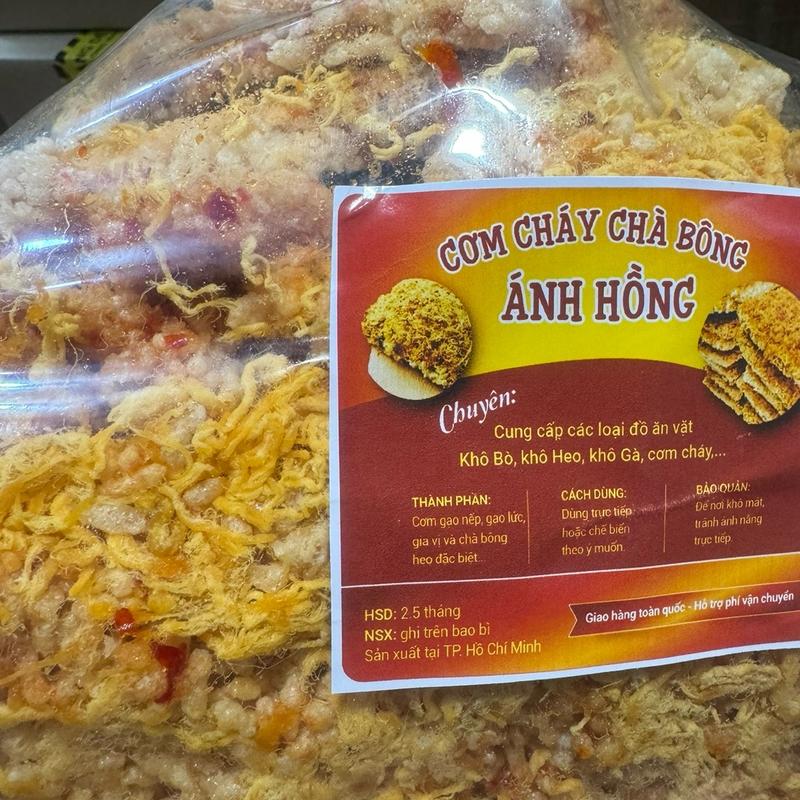 CƠM CHÁY CHÀ BÔNG
ÁNH HỒNG
Chuyên:
Cung cấp các loại đồ ăn vặt
Khô Bò, khô Heo, khô Gà, cơm cháy,...
THÀNH PHẦN:
Cơm gạo nếp, gạo lức,
gia vị và chà bông
heo đặc biệt...
CÁCH DÙNG:
Dùng trực tiếp
hoặc chế biến
theo ý muốn.
BẢO QUẢN:
Để nơi khô mát,
tránh ánh nắng
trực tiếp.
HSD: 2.5 tháng
NSX: ghi trên bao bì
Sản xuất tại TP. Hồ Chí Minh
Giao hàng toàn quốc - Hỗ trợ phí vận chuyển